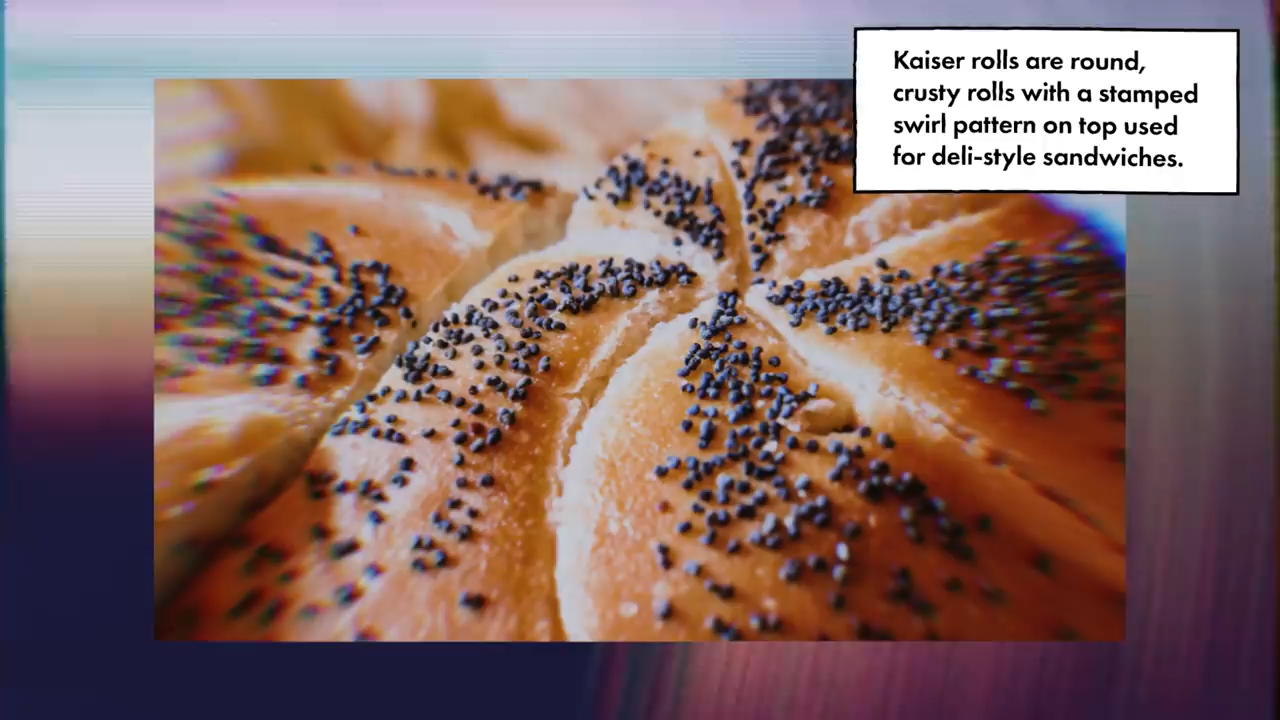 Kaiser rolls are round,
crusty rolls with a stamped
swirl pattern on top used
for deli-style sandwiches.